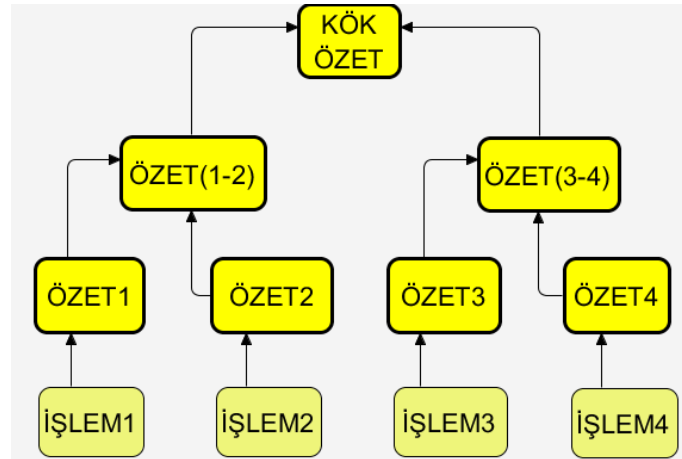 KÖK
ÖZET
ÖZET(1-2)
ÖZET(3-4)
ÖZET1
ÖZET2
ÖZET3
ÖZET4
İŞLEM1
İŞLEM2
İŞLEM3
İŞLEM4